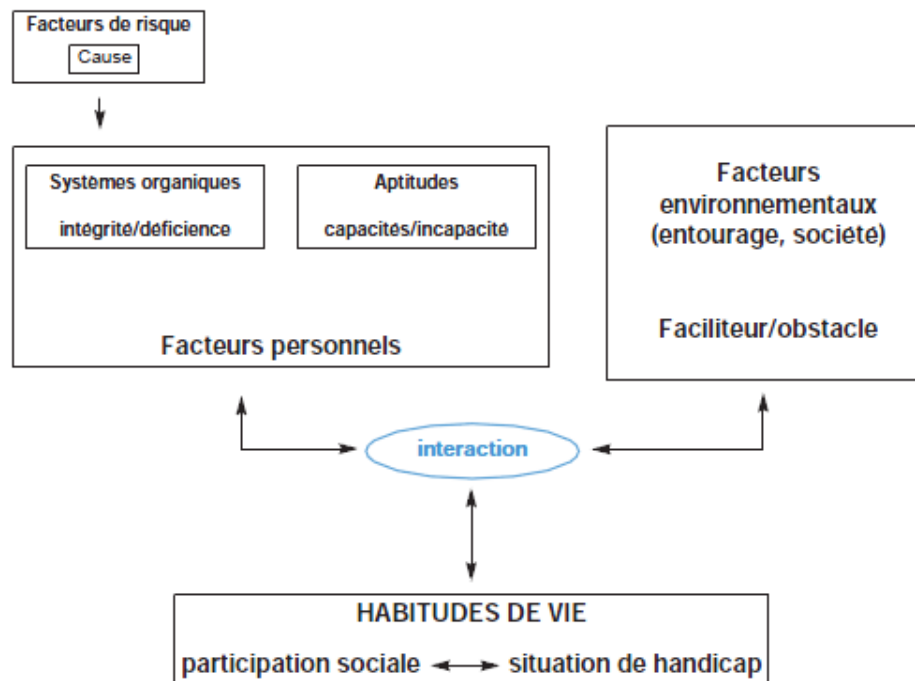 Facteurs de risque
Cause
Systèmes organiques
intégrité/déficience
Aptitudes
capacités/incapacité
Facteurs personnels
Facteurs
environnementaux
(entourage, société)
Faciliteur/obstacle
interaction
HABITUDES DE VIE
participation sociale situation de handicap